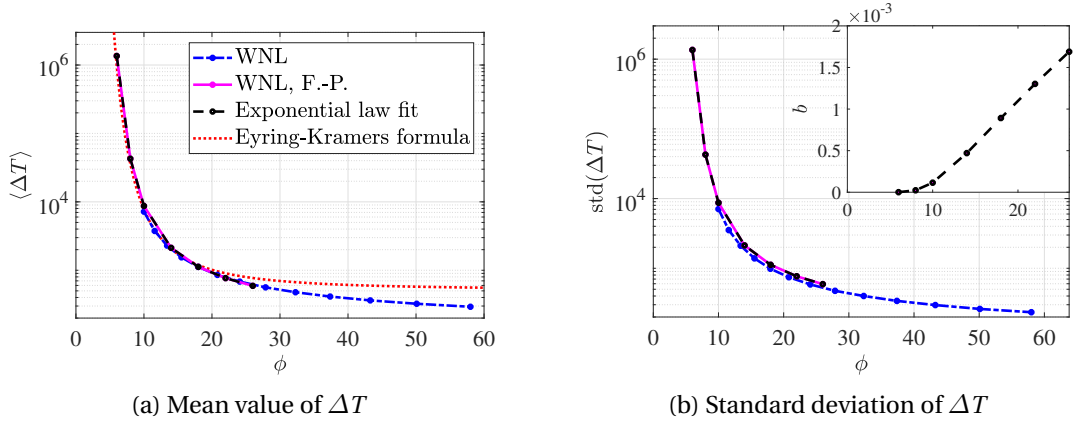 10^6
10^4
⟨ΔT⟩
WNL
WNL, F.-P.
Exponential law fit
Eyring-Kramers formula
0 10 20 30 40 50 60
ϕ
(a) Mean value of ΔT
10^6
10^4
std(ΔT)
0 10 20 30 40 50 60
ϕ
×10^-3
2
1.5
1
0.5
0
b
0 10 20
(b) Standard deviation of ΔT